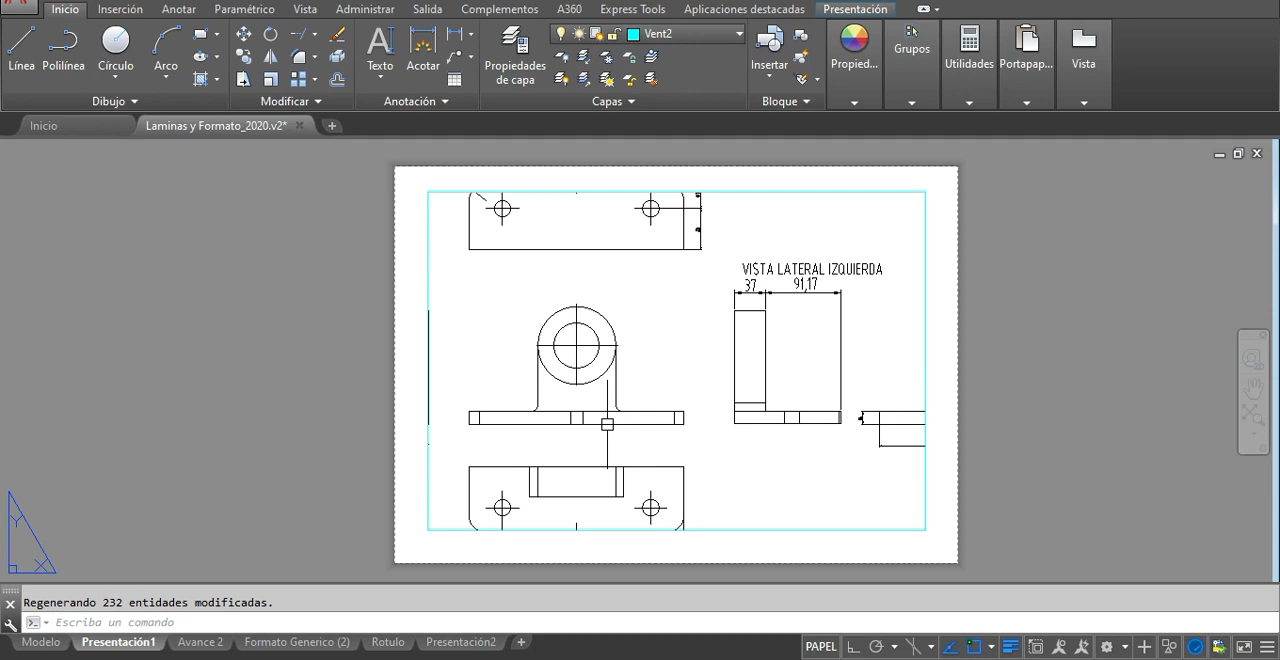 Inicio Inserción Anotar Paramétrico Vista Administrar Salida Complementos A360 Express Tools Aplicaciones destacadas Presentación
Línea Polilínea Círculo Arco
Texto Acotar
Propiedades de capa
Vent2
Insertar
Propied...
Grupos
Utilidades
Portapap...
Vista
Dibujo Modificar Anotación Capas Bloque
Inicio Laminas y Formato_2020.v2*
VISTA LATERAL IZQUIERDA
37 91,17
Y
X
Regenerando 232 entidades modificadas.
Escriba un comando
Modelo Presentación1 Avance 2 Formato Generico (2) Rotulo Presentación2
PAPEL